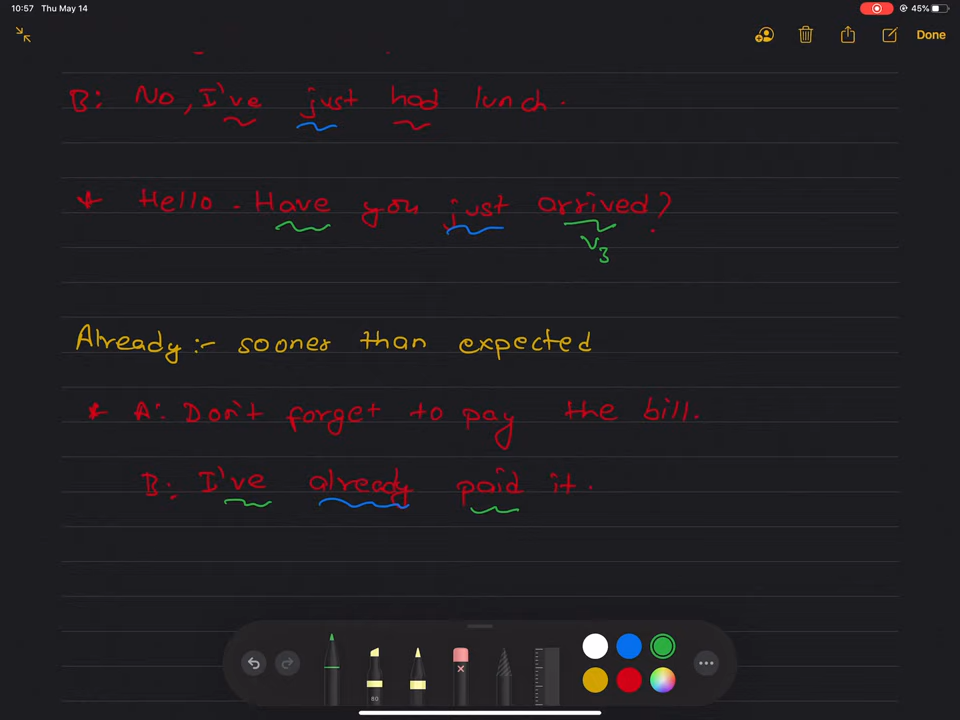 10:57 Thu May 14 45%
Done
B: No, I've just had lunch.
* Hello. Have you just arrived?
V3
Already:- sooner than expected
* A: Don't forget to pay the bill.
B: I've already paid it.
80